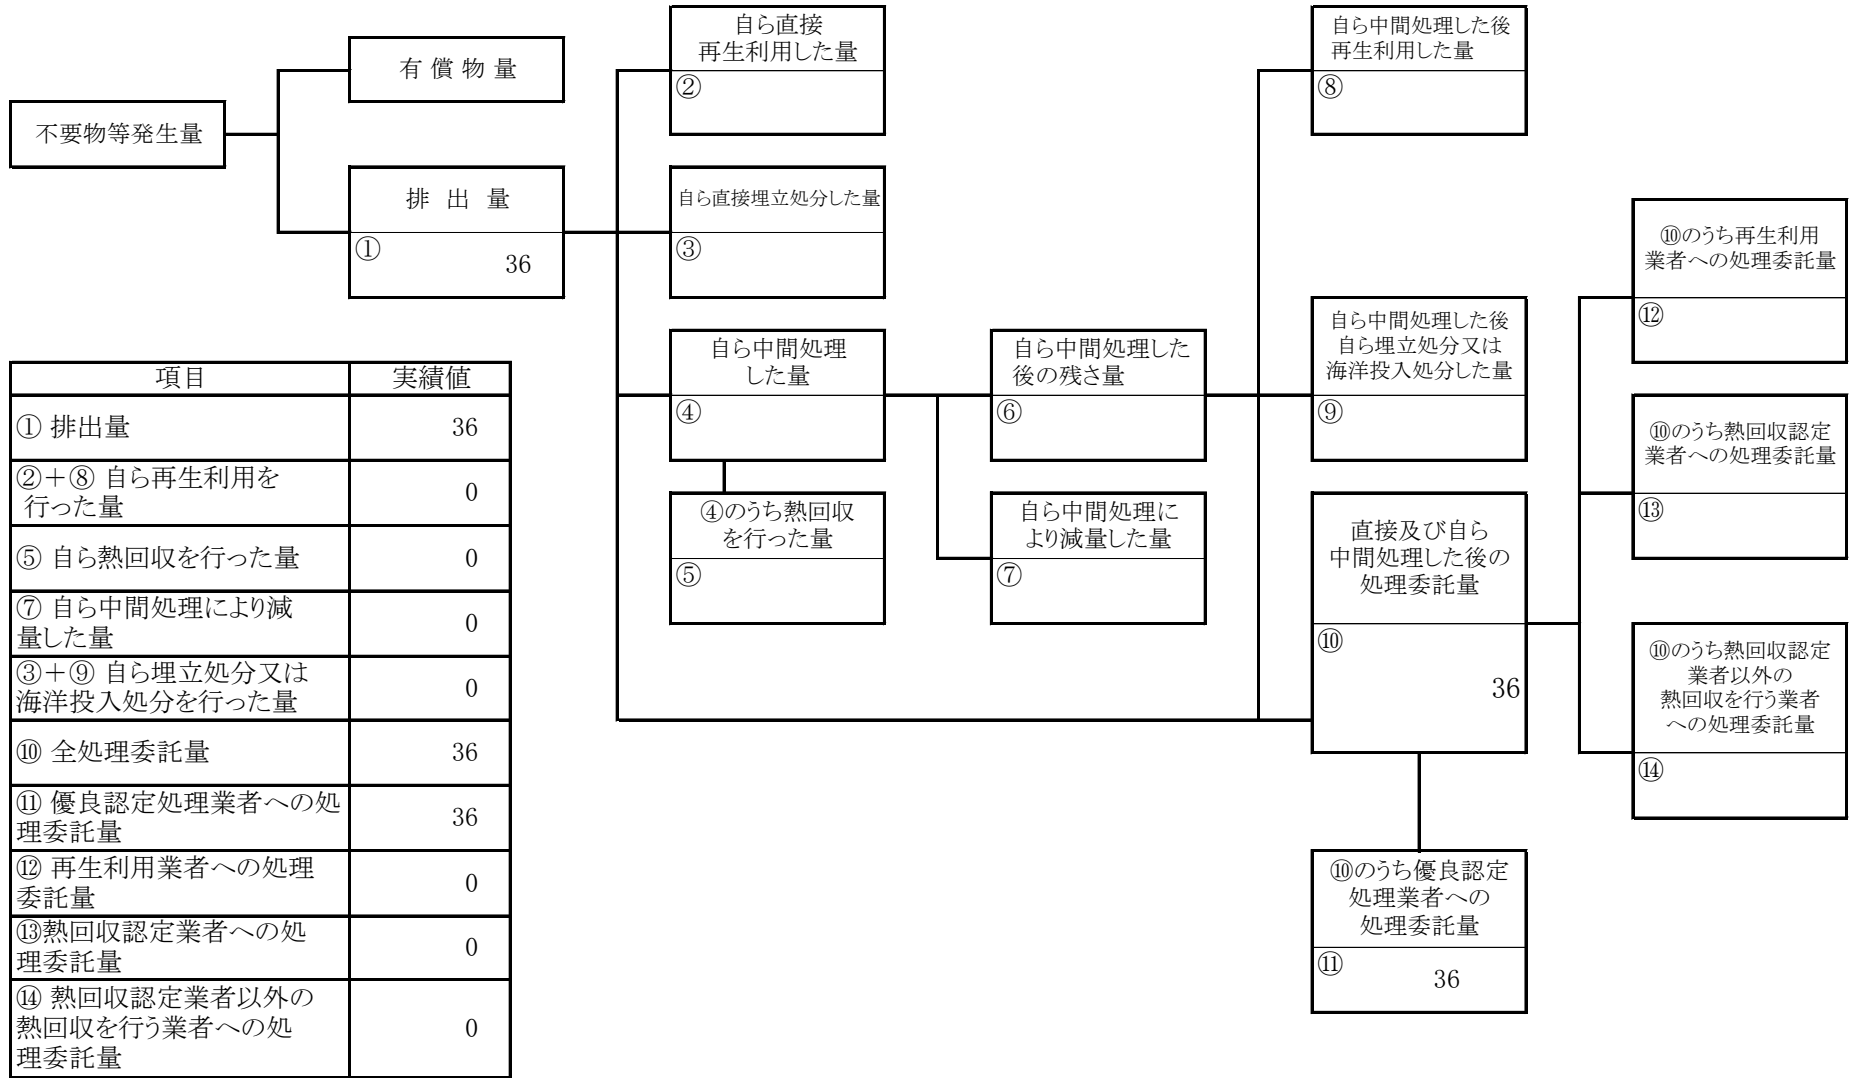 不要物等発生量
有 償 物 量
排 出 量
①
36
自ら直接
再生利用した量
②
自ら直接埋立処分した量
③
自ら中間処理
した量
④
④のうち熱回収
を行った量
⑤
自ら中間処理した
後の残さ量
⑥
自ら中間処理に
より減量した量
⑦
自ら中間処理した後
再生利用した量
⑧
自ら中間処理した後
自ら埋立処分又は
海洋投入処分した量
⑨
直接及び自ら
中間処理した後の
処理委託量
⑩
36
⑩のうち優良認定
処理業者への
処理委託量
⑪
36
⑩のうち再生利用
業者への処理委託量
⑫
⑩のうち熱回収認定
業者への処理委託量
⑬
⑩のうち熱回収認定
業者以外の
熱回収を行う業者
への処理委託量
⑭
項目 実績値
① 排出量 36
②＋⑧ 自ら再生利用を
行った量 0
⑤ 自ら熱回収を行った量 0
⑦ 自ら中間処理により減
量した量 0
③＋⑨ 自ら埋立処分又は
海洋投入処分を行った量 0
⑩ 全処理委託量 36
⑪ 優良認定処理業者への処
理委託量 36
⑫ 再生利用業者への処理
委託量 0
⑬熱回収認定業者への処
理委託量 0
⑭ 熱回収認定業者以外の
熱回収を行う業者への処
理委託量 0